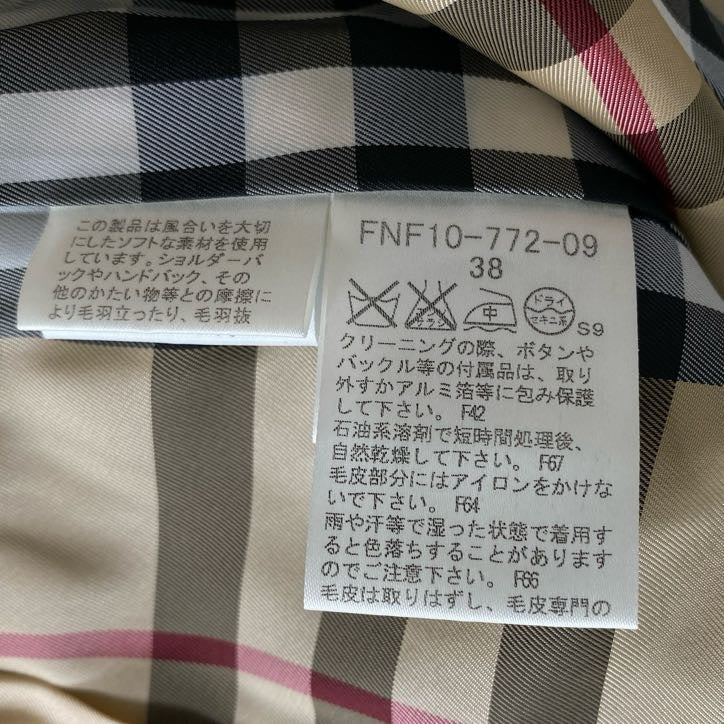 この製品は風合いを大切
にしたソフトな素材を使用
しています。ショルダーバ
ックやハンドバック、その
他のかたい物等との摩擦に
より毛羽立ったり、毛羽抜
FNF10-772-09
38
中
ドライ
セキユ系
S9
クリーニングの際、ボタンや
バックル等の付属品は、取り
外すかアルミ箔等に包み保護
して下さい。 F42
石油系溶剤で短時間処理後、
自然乾燥して下さい。 F67
毛皮部分にはアイロンをかけな
いで下さい。 F64
雨や汗等で湿った状態で着用す
ると色落ちすることがあります
のでご注意下さい。 F66
毛皮は取りはずし、毛皮専門の